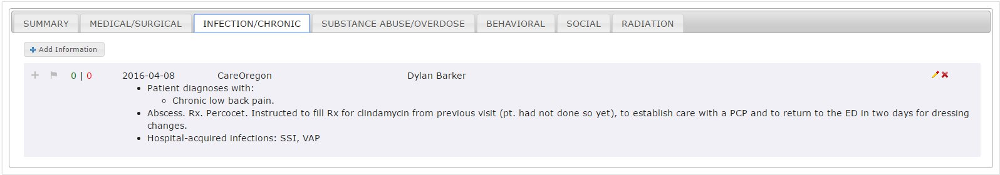 SUMMARY MEDICAL/SURGICAL INFECTION/CHRONIC SUBSTANCE ABUSE/OVERDOSE BEHAVIORAL SOCIAL RADIATION
Add Information
0 | 0 2016-04-08 CareOregon Dylan Barker
Patient diagnoses with:
Chronic low back pain.
Abscess. Rx. Percocet. Instructed to fill Rx for clindamycin from previous visit (pt. had not done so yet), to establish care with a PCP and to return to the ED in two days for dressing
changes.
Hospital-acquired infections: SSI, VAP